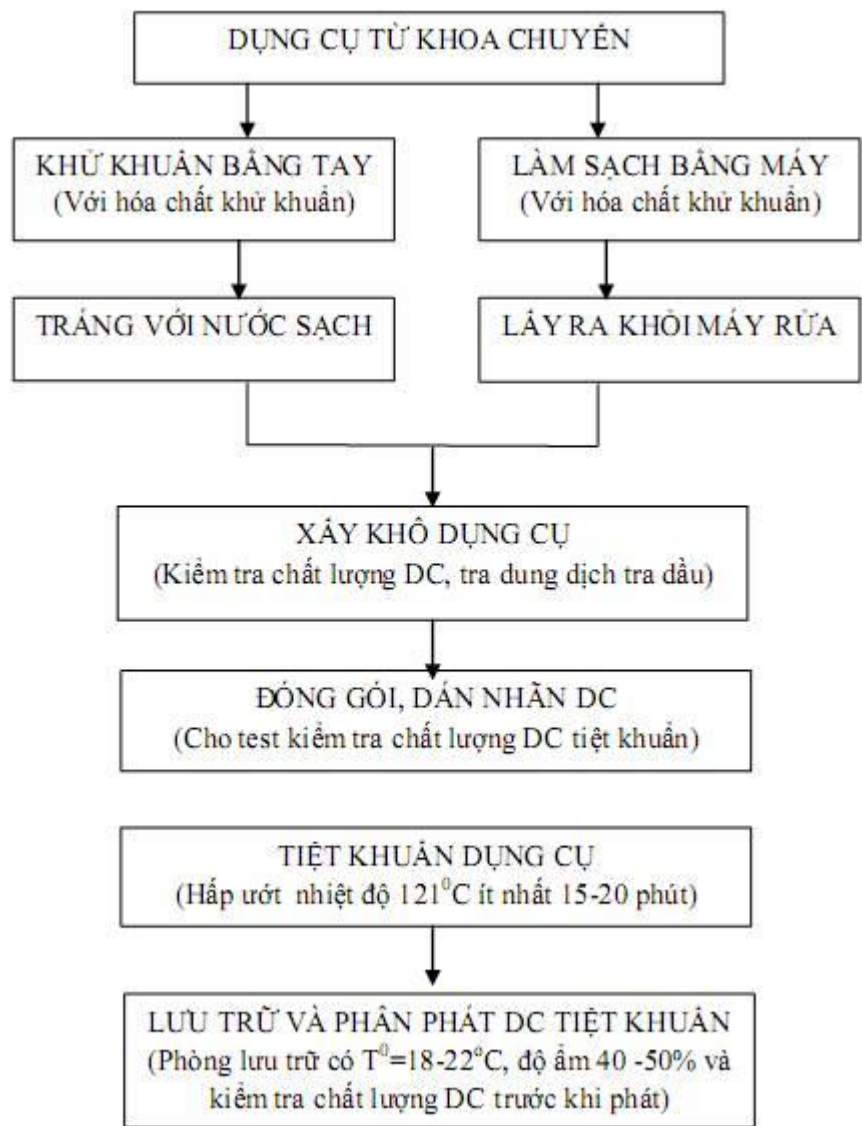 DỤNG CỤ TỪ KHOA CHUYỂN
KHỬ KHUẨN BẰNG TAY
(Với hóa chất khử khuẩn)
LÀM SẠCH BẰNG MÁY
(Với hóa chất khử khuẩn)
TRÁNG VỚI NƯỚC SẠCH
LẤY RA KHỎI MÁY RỬA
XẤY KHÔ DỤNG CỤ
(Kiểm tra chất lượng DC, tra dung dịch tra dầu)
ĐÓNG GÓI, DÁN NHÃN DC
(Cho test kiểm tra chất lượng DC tiệt khuẩn)
TIỆT KHUẨN DỤNG CỤ
(Hấp ướt nhiệt độ 121⁰C ít nhất 15-20 phút)
LƯU TRỮ VÀ PHÂN PHÁT DC TIỆT KHUẨN
(Phòng lưu trữ có T⁰=18-22°C, độ ẩm 40 -50% và
kiểm tra chất lượng DC trước khi phát)